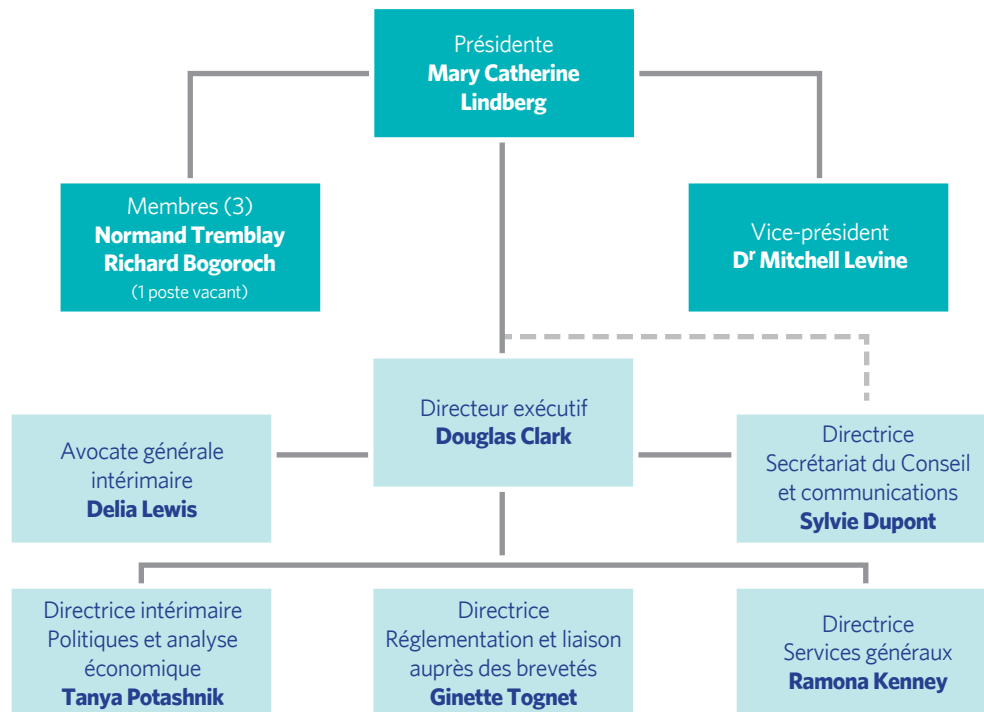 Présidente
Mary Catherine
Lindberg
Membres (3)
Normand Tremblay
Richard Bogoroch
(1 poste vacant)
Vice-président
Dr Mitchell Levine
Directeur exécutif
Douglas Clark
Avocate générale
intérimaire
Delia Lewis
Directrice
Secrétariat du Conseil
et communications
Sylvie Dupont
Directrice intérimaire
Politiques et analyse
économique
Tanya Potashnik
Directrice
Réglementation et liaison
auprès des brevetés
Ginette Tognet
Directrice
Services généraux
Ramona Kenney